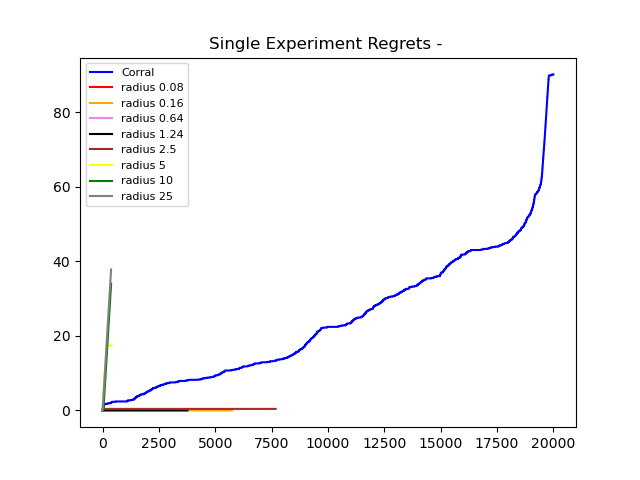 Single Experiment Regrets -
Corral
radius 0.08
radius 0.16
radius 0.64
radius 1.24
radius 2.5
radius 5
radius 10
radius 25
80
60
40
20
0
0 2500 5000 7500 10000 12500 15000 17500 20000